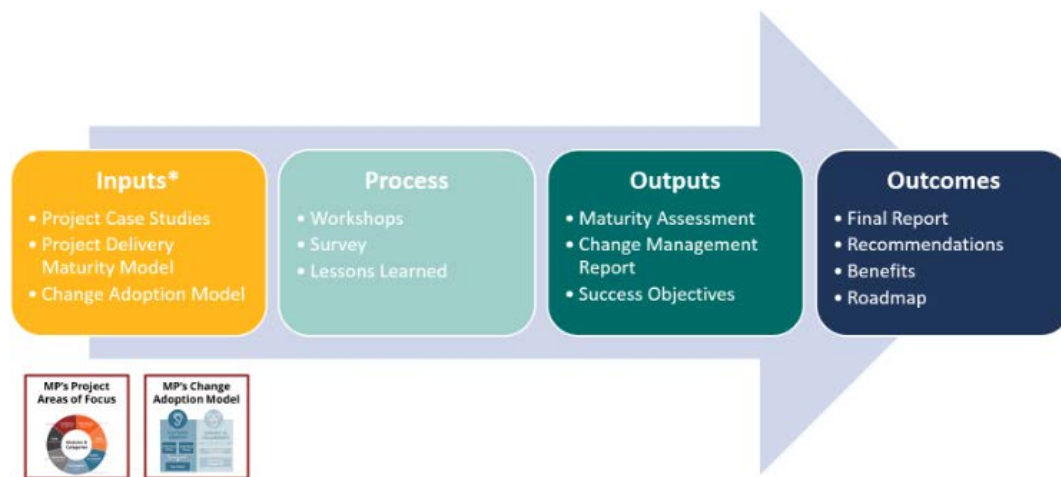 Inputs*
• Project Case Studies
• Project Delivery
Maturity Model
• Change Adoption Model
Process
• Workshops
• Survey
• Lessons Learned
Outputs
• Maturity Assessment
• Change Management
Report
• Success Objectives
Outcomes
• Final Report
• Recommendations
• Benefits
• Roadmap
MP's Project
Areas of Focus
MP's Change
Adoption Model